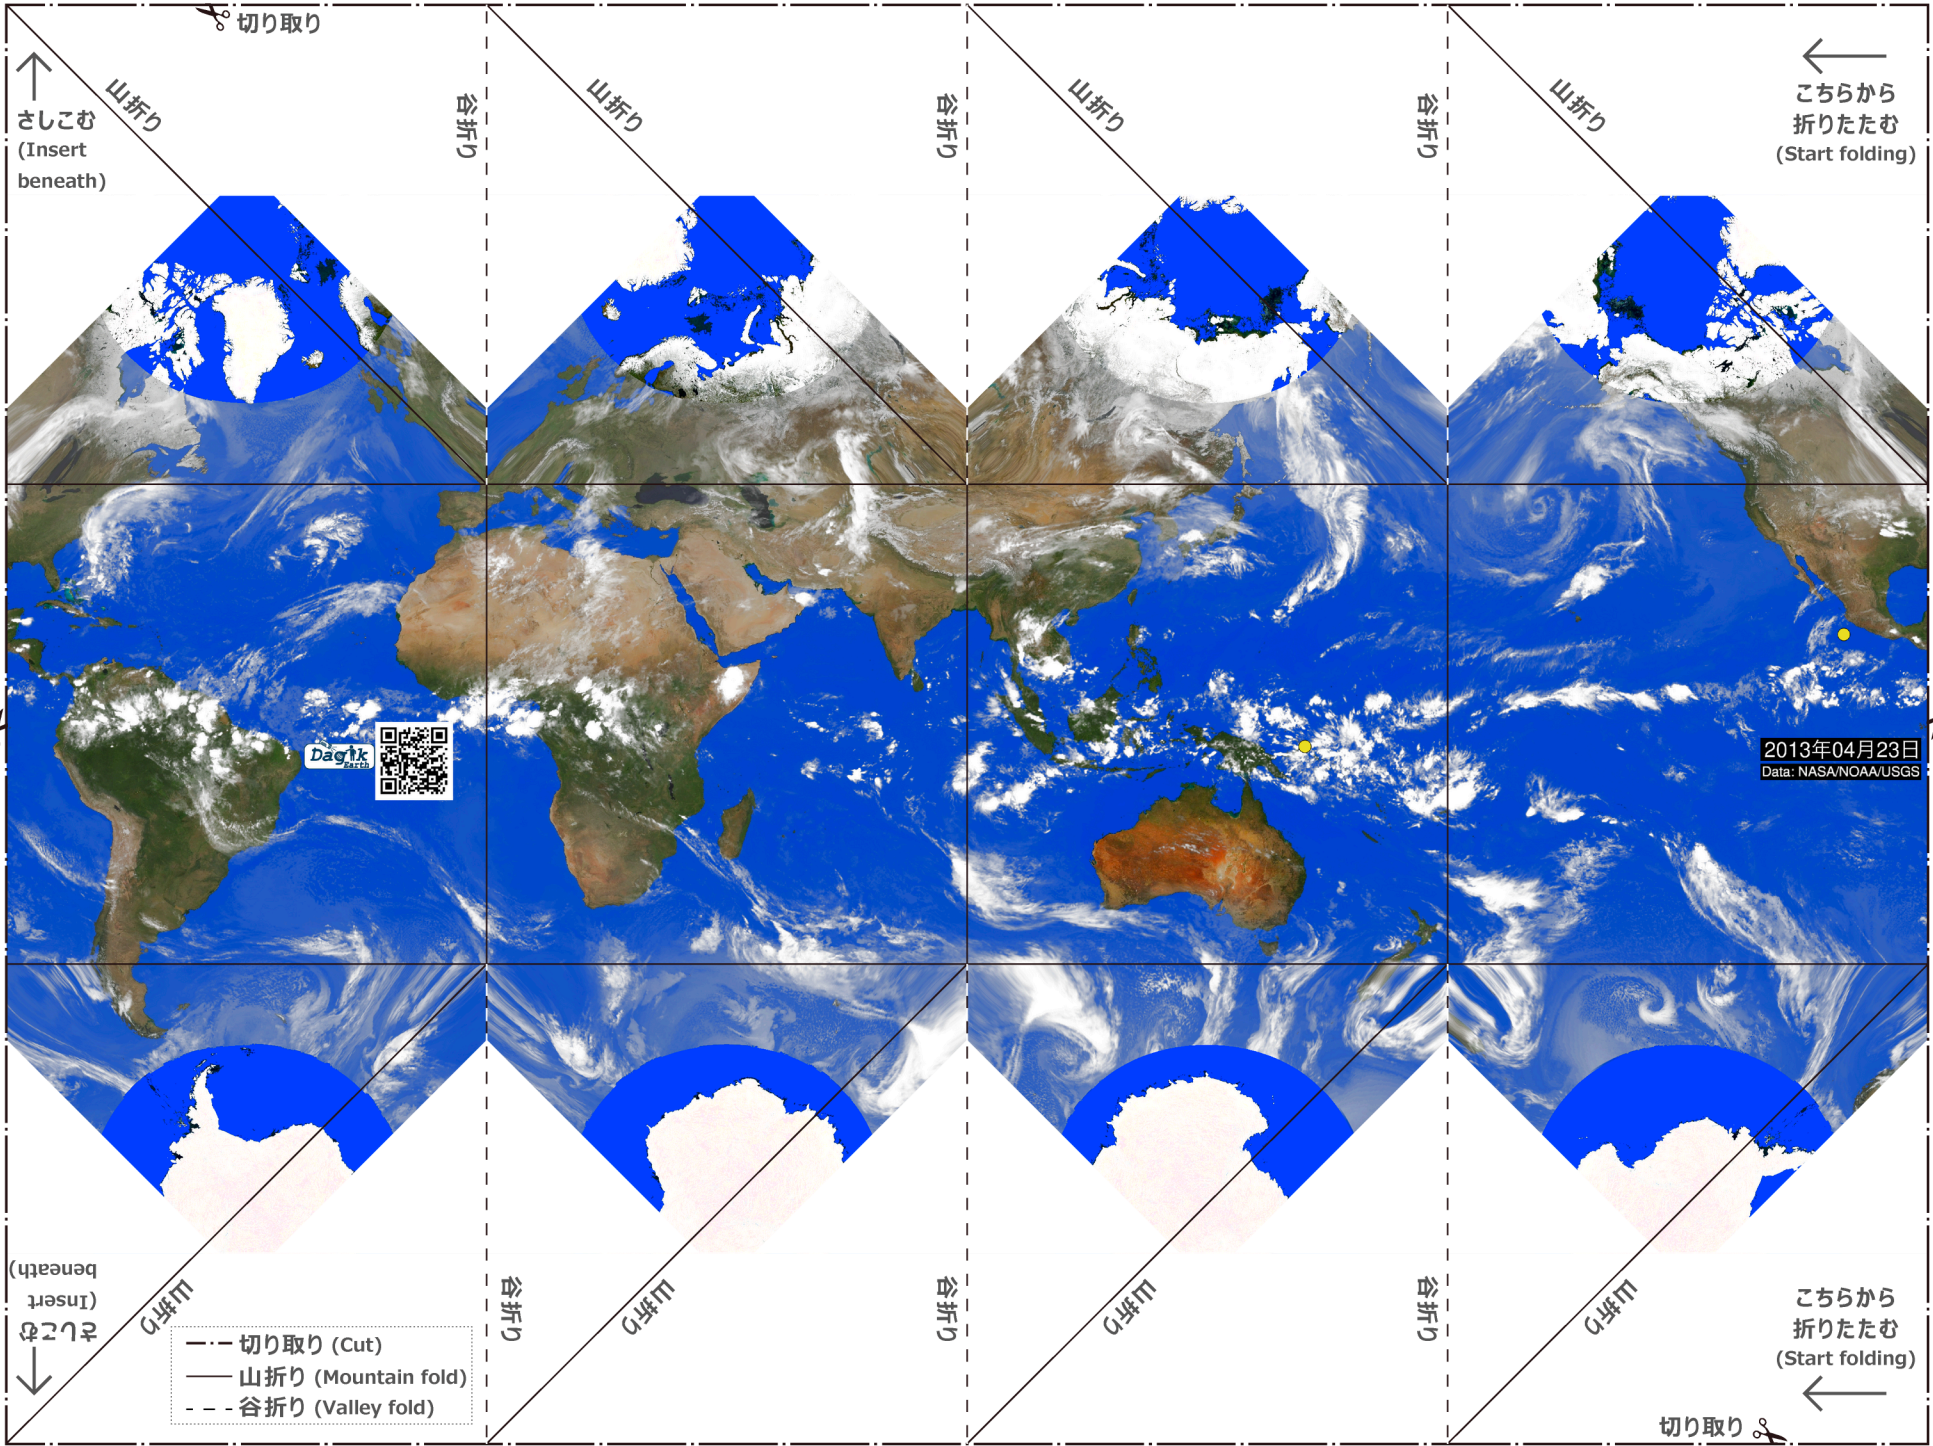 切り取り
山折り
谷折り
山折り
谷折り
山折り
谷折り
山折り
さしこむ
(Insert
beneath)
こちらから
折りたたむ
(Start folding)
Dagik
Earth
2013年04月23日
Data: NASA/NOAA/USGS
さしこむ
(Insert
beneath)
山折り
谷折り
山折り
谷折り
山折り
谷折り
山折り
切り取り (Cut)
山折り (Mountain fold)
谷折り (Valley fold)
こちらから
折りたたむ
(Start folding)
切り取り